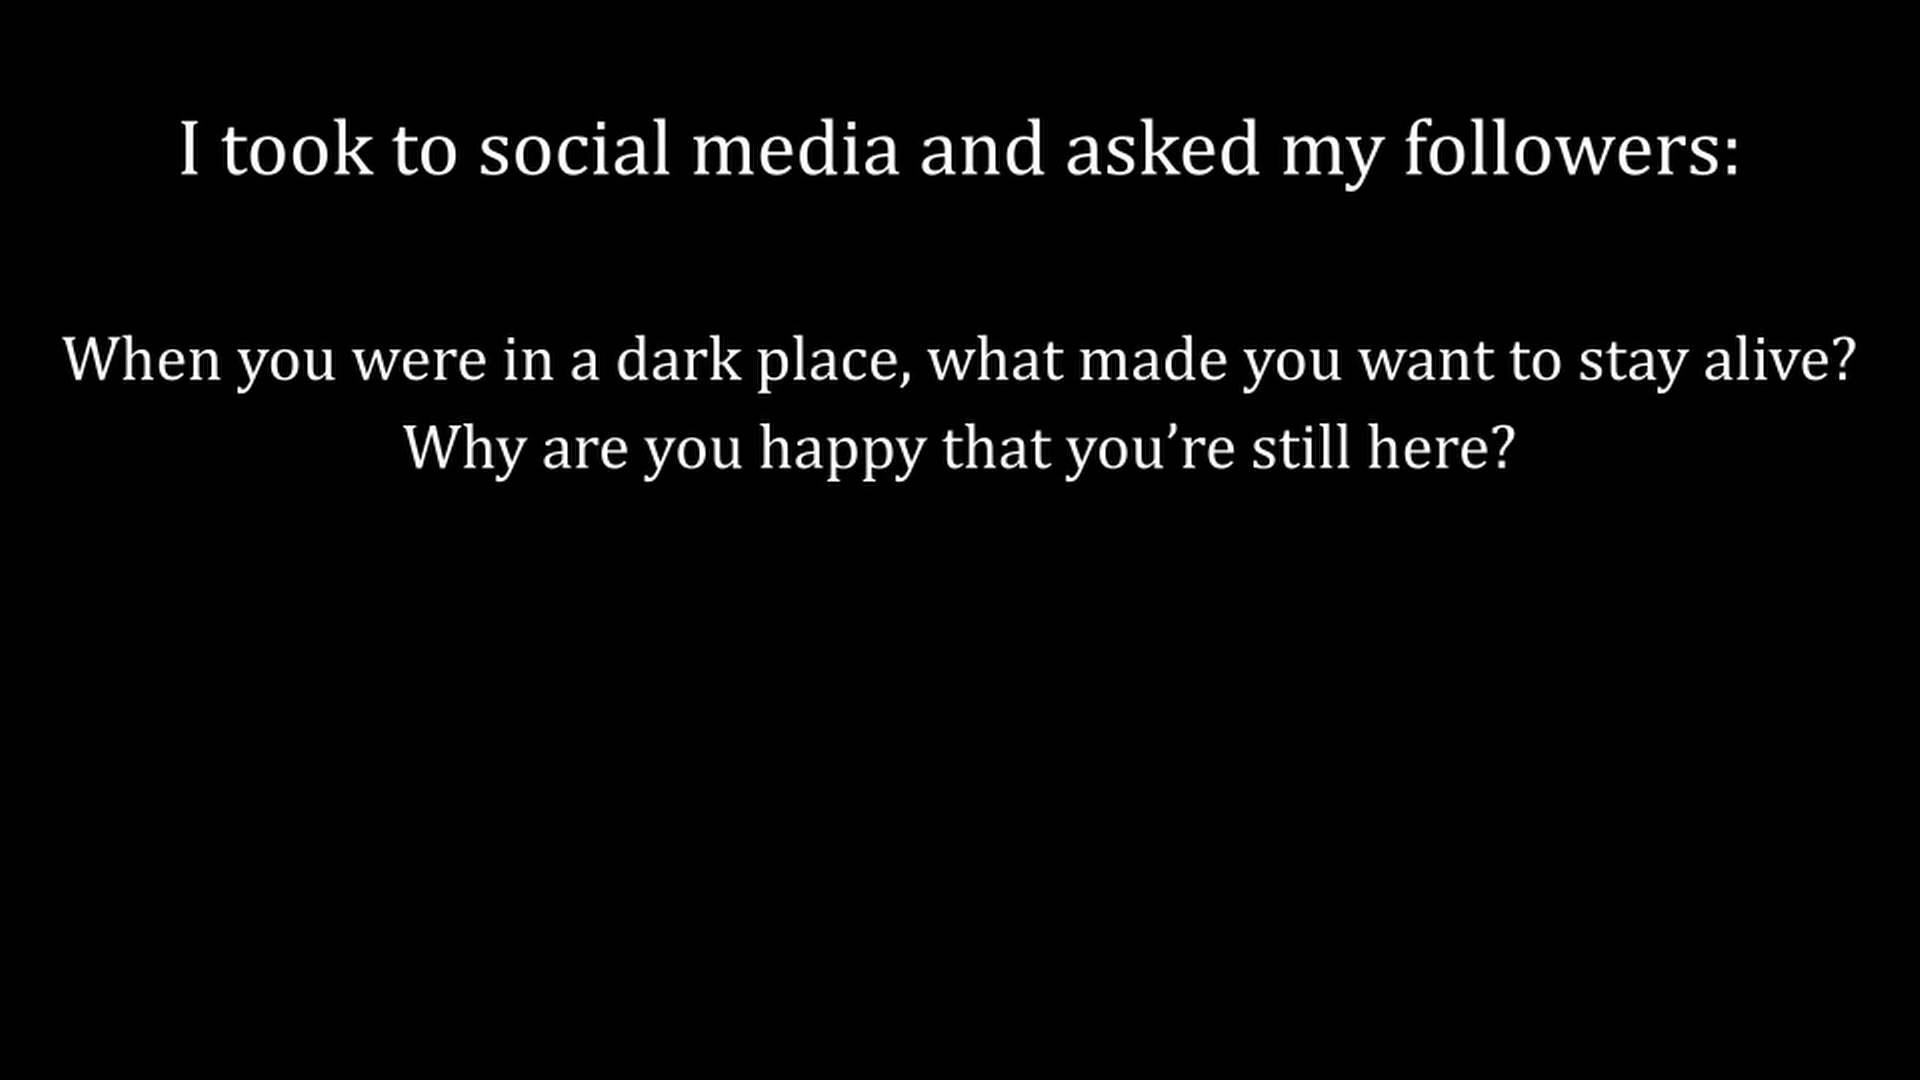 I took to social media and asked my followers:
When you were in a dark place, what made you want to stay alive?
Why are you happy that you’re still here?